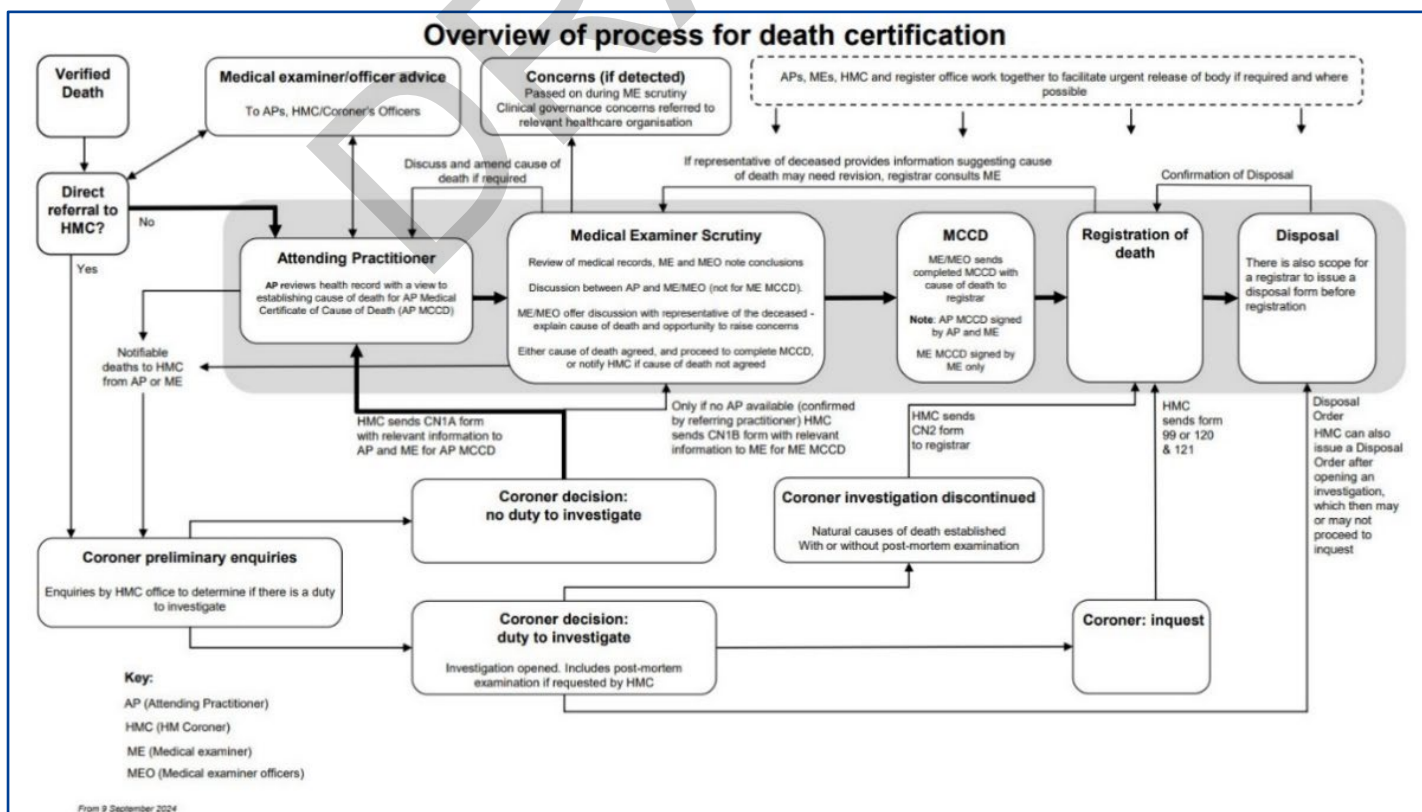 Overview of process for death certification
Verified
Death
Medical examiner/officer advice
To APs, HMC/Coroner's Officers
Concerns (if detected)
Passed on during ME scrutiny
Clinical governance concerns referred to
relevant healthcare organisation
APs, MEs, HMC and register office work together to facilitate urgent release of body if required and where
possible
Direct
referral to
HMC?
No
Yes
Discuss and amend cause of
death if required
If representative of deceased provides information suggesting cause
of death may need revision, registrar consults ME
Confirmation of Disposal
Attending Practitioner
AP reviews health record with a view to
establishing cause of death for AP Medical
Certificate of Cause of Death (AP MCCD)
Medical Examiner Scrutiny
Review of medical records, ME and MEO note conclusions
Discussion between AP and ME/MEO (not for ME MCCD).
ME/MEO offer discussion with representative of the deceased -
explain cause of death and opportunity to raise concerns
Either cause of death agreed, and proceed to complete MCCD,
or notify HMC if cause of death not agreed
MCCD
ME/MEO sends
completed MCCD with
cause of death to
registrar
Note: AP MCCD signed
by AP and ME
ME MCCD signed by
ME only
Registration of
death
Disposal
There is also scope for
a registrar to issue a
disposal form before
registration
Notifiable
deaths to HMC
from AP or ME
HMC sends CN1A form
with relevant information to
AP and ME for AP MCCD
Only if no AP available (confirmed
by referring practitioner) HMC
sends CN1B form with relevant
information to ME for ME MCCD
HMC sends
CN2 form
to registrar
HMC
sends form
99 or 120
& 121
Disposal
Order
HMC can also
issue a Disposal
Order after
opening an
investigation,
which then may
or may not
proceed to
inquest
Coroner decision:
no duty to investigate
Coroner investigation discontinued
Natural causes of death established
With or without post-mortem examination
Coroner preliminary enquiries
Enquiries by HMC office to determine if there is a duty
to investigate
Coroner decision:
duty to investigate
Investigation opened. Includes post-mortem
examination if requested by HMC
Coroner: inquest
Key:
AP (Attending Practitioner)
HMC (HM Coroner)
ME (Medical examiner)
MEO (Medical examiner officers)
From 9 September 2024